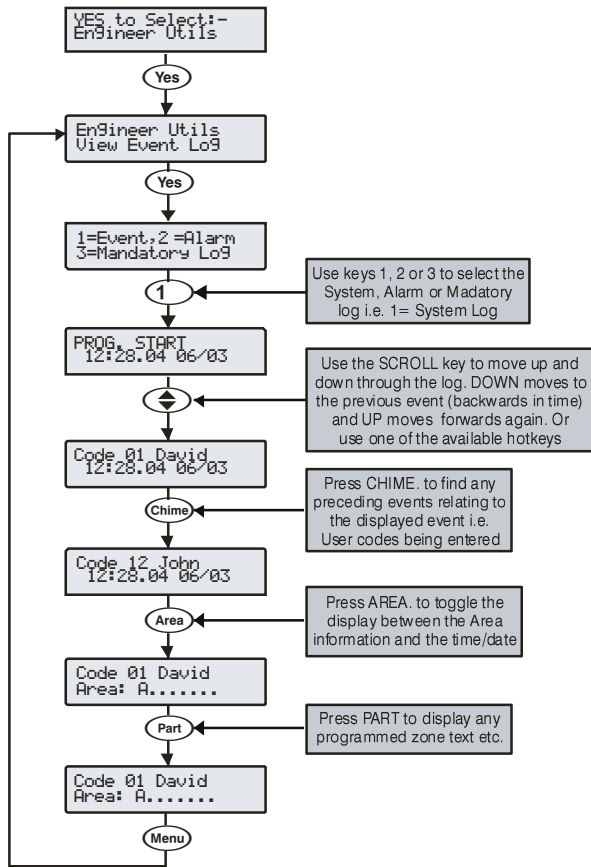 YES to Select:-
Engineer Utils
Yes
Engineer Utils
View Event Log
Yes
1=Event,2 =Alarm
3=Mandatory Log
1
Use keys 1, 2 or 3 to select the
System, Alarm or Madatory
log i.e. 1= System Log
PROG. START
12:28.04 06/03
Use the SCROLL key to move up and
down through the log. DOWN moves to
the previous event (backwards in time)
and UP moves forwards again. Or
use one of the available hotkeys
Code 01 David
12:28.04 06/03
Chime
Press CHIME. to find any
preceding events relating to
the displayed event i.e.
User codes being entered
Code 12 John
12:28.04 06/03
Area
Press AREA. to toggle the
display between the Area
information and the time/date
Code 01 David
Area: A.......
Part
Press PART to display any
programmed zone text etc.
Code 01 David
Area: A.......
Menu